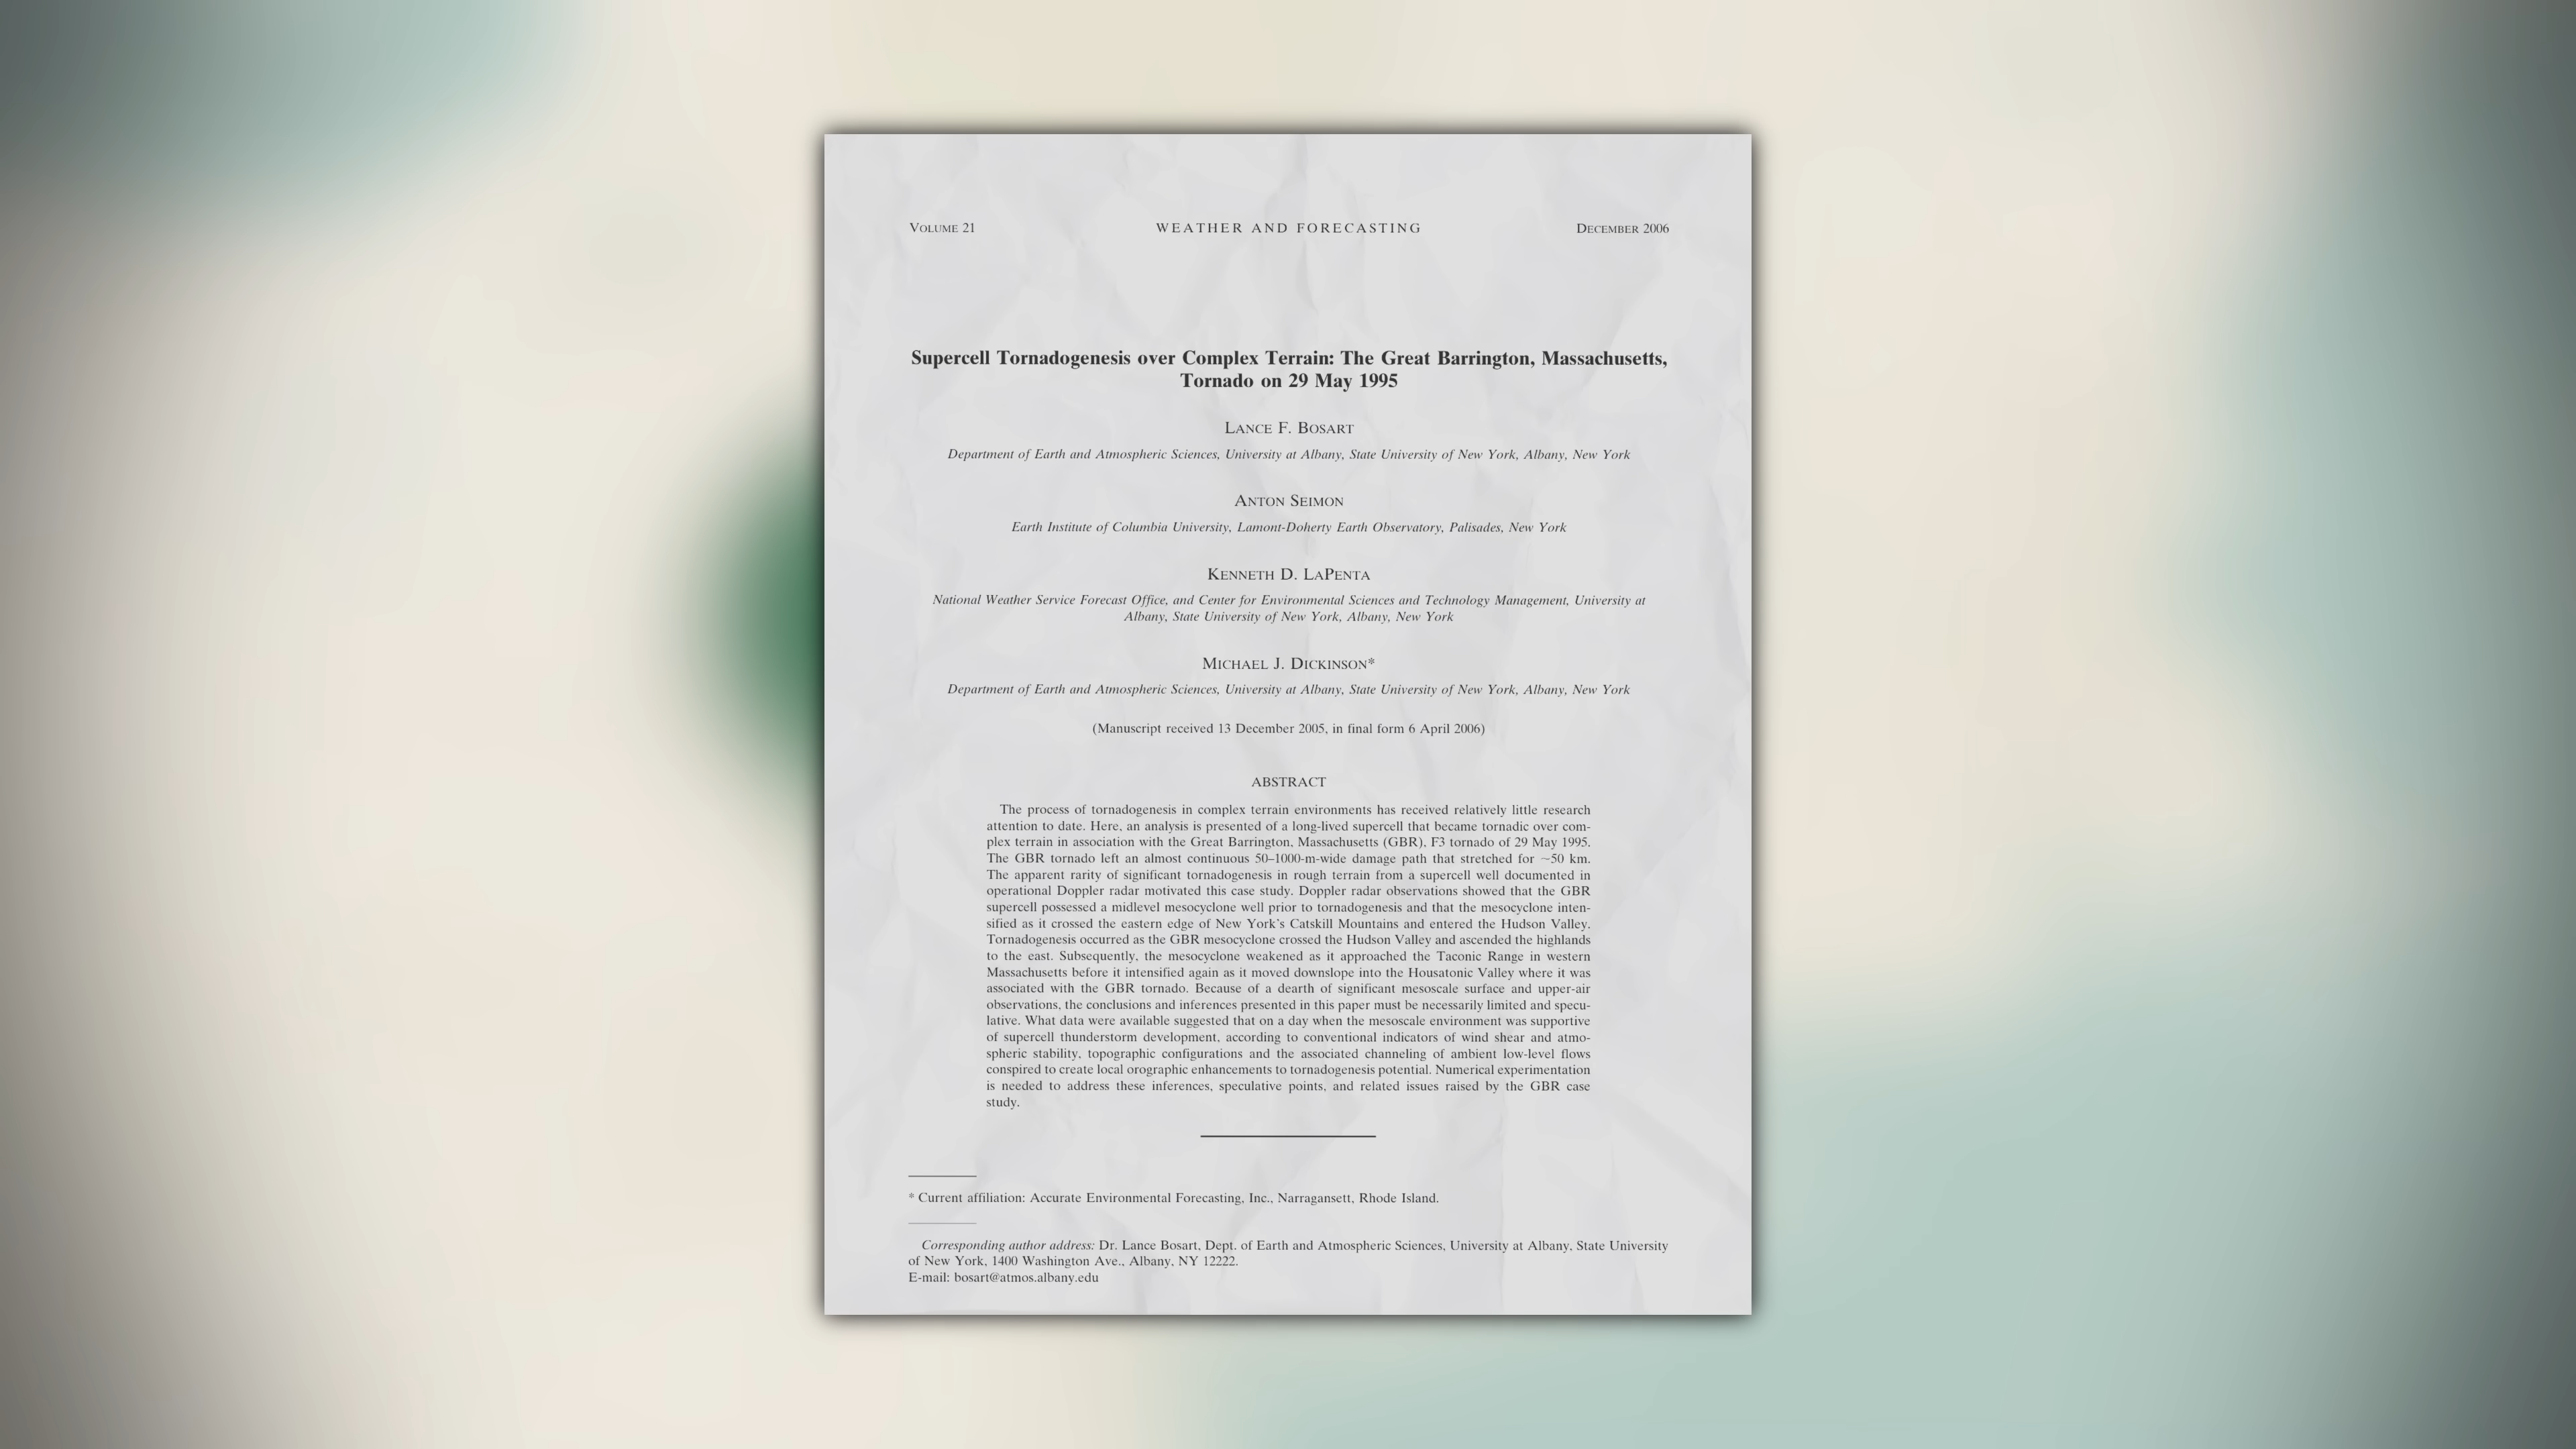 VOLUME 21
WEATHER AND FORECASTING
DECEMBER 2006
Supercell Tornadogenesis over Complex Terrain: The Great Barrington, Massachusetts,
Tornado on 29 May 1995
LANCE F. BOSART
Department of Earth and Atmospheric Sciences, University at Albany, State University of New York, Albany, New York
ANTON SEIMON
Earth Institute of Columbia University, Lamont-Doherty Earth Observatory, Palisades, New York
KENNETH D. LAPENTA
National Weather Service Forecast Office, and Center for Environmental Sciences and Technology Management, University at
Albany, State University of New York, Albany, New York
MICHAEL J. DICKINSON*
Department of Earth and Atmospheric Sciences, University at Albany, State University of New York, Albany, New York
(Manuscript received 13 December 2005, in final form 6 April 2006)
ABSTRACT
The process of tornadogenesis in complex terrain environments has received relatively little research
attention to date. Here, an analysis is presented of a long-lived supercell that became tornadic over com-
plex terrain in association with the Great Barrington, Massachusetts (GBR), F3 tornado of 29 May 1995.
The GBR tornado left an almost continuous 50–1000-m-wide damage path that stretched for ~50 km.
The apparent rarity of significant tornadogenesis in rough terrain from a supercell well documented in
operational Doppler radar motivated this case study. Doppler radar observations showed that the GBR
supercell possessed a midlevel mesocyclone well prior to tornadogenesis and that the mesocyclone inten-
sified as it crossed the eastern edge of New York's Catskill Mountains and entered the Hudson Valley.
Tornadogenesis occurred as the GBR mesocyclone crossed the Hudson Valley and ascended the highlands
to the east. Subsequently, the mesocyclone weakened as it approached the Taconic Range in western
Massachusetts before it intensified again as it moved downslope into the Housatonic Valley where it was
associated with the GBR tornado. Because of a dearth of significant mesoscale surface and upper-air
observations, the conclusions and inferences presented in this paper must be necessarily limited and specu-
lative. What data were available suggested that on a day when the mesoscale environment was supportive
of supercell thunderstorm development, according to conventional indicators of wind shear and atmo-
spheric stability, topographic configurations and the associated channeling of ambient low-level flows
conspired to create local orographic enhancements to tornadogenesis potential. Numerical experimentation
is needed to address these inferences, speculative points, and related issues raised by the GBR case
study.
* Current affiliation: Accurate Environmental Forecasting, Inc., Narragansett, Rhode Island.
Corresponding author address: Dr. Lance Bosart, Dept. of Earth and Atmospheric Sciences, University at Albany, State University
of New York, 1400 Washington Ave., Albany, NY 12222.
E-mail: bosart@atmos.albany.edu